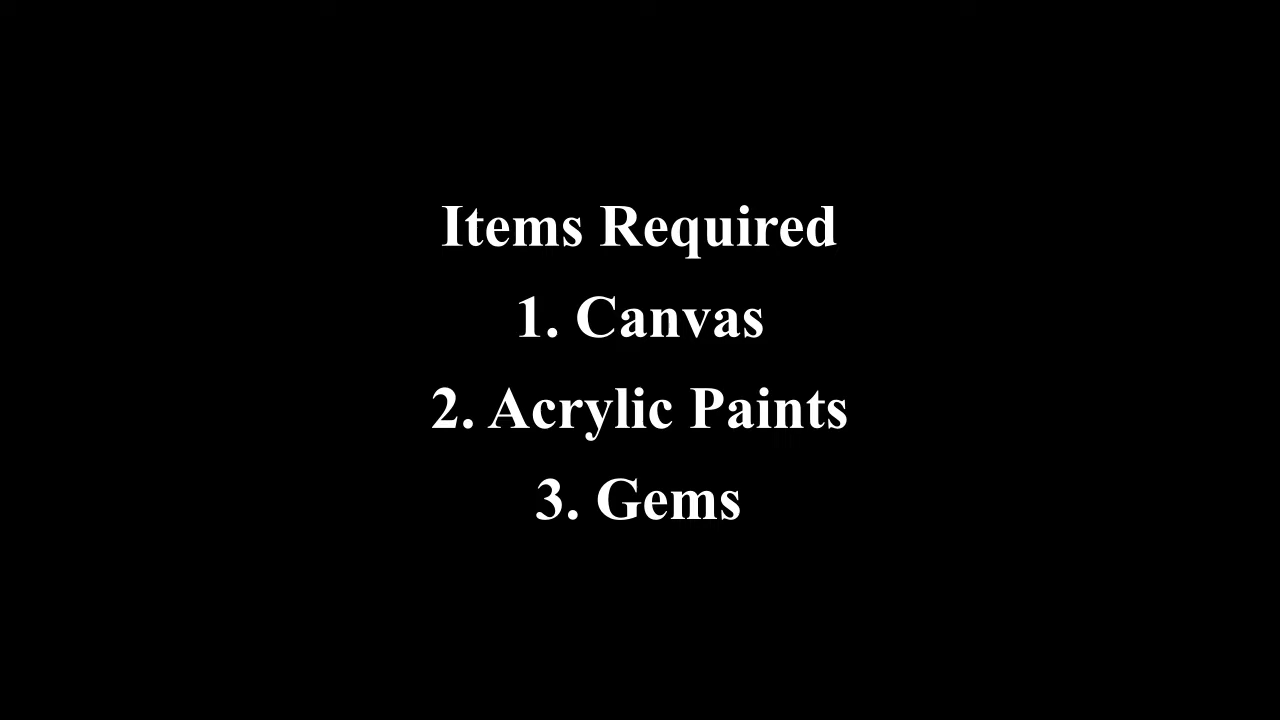 Items Required
1. Canvas
2. Acrylic Paints
3. Gems